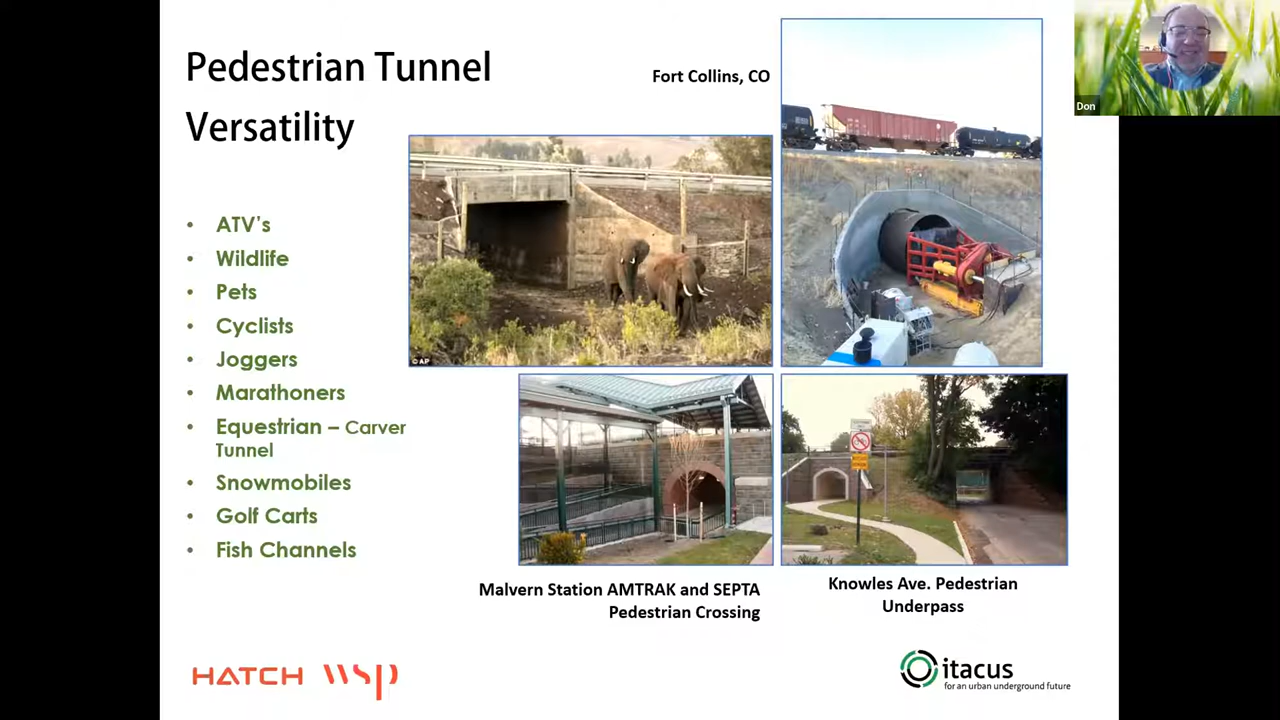 Pedestrian Tunnel
Versatility
Fort Collins, CO
Don
• ATV's
• Wildlife
• Pets
• Cyclists
• Joggers
• Marathoners
• Equestrian – Carver
Tunnel
• Snowmobiles
• Golf Carts
• Fish Channels
© AP
Malvern Station AMTRAK and SEPTA
Pedestrian Crossing
Knowles Ave. Pedestrian
Underpass
HATCH wsp
itacus
for an urban underground future